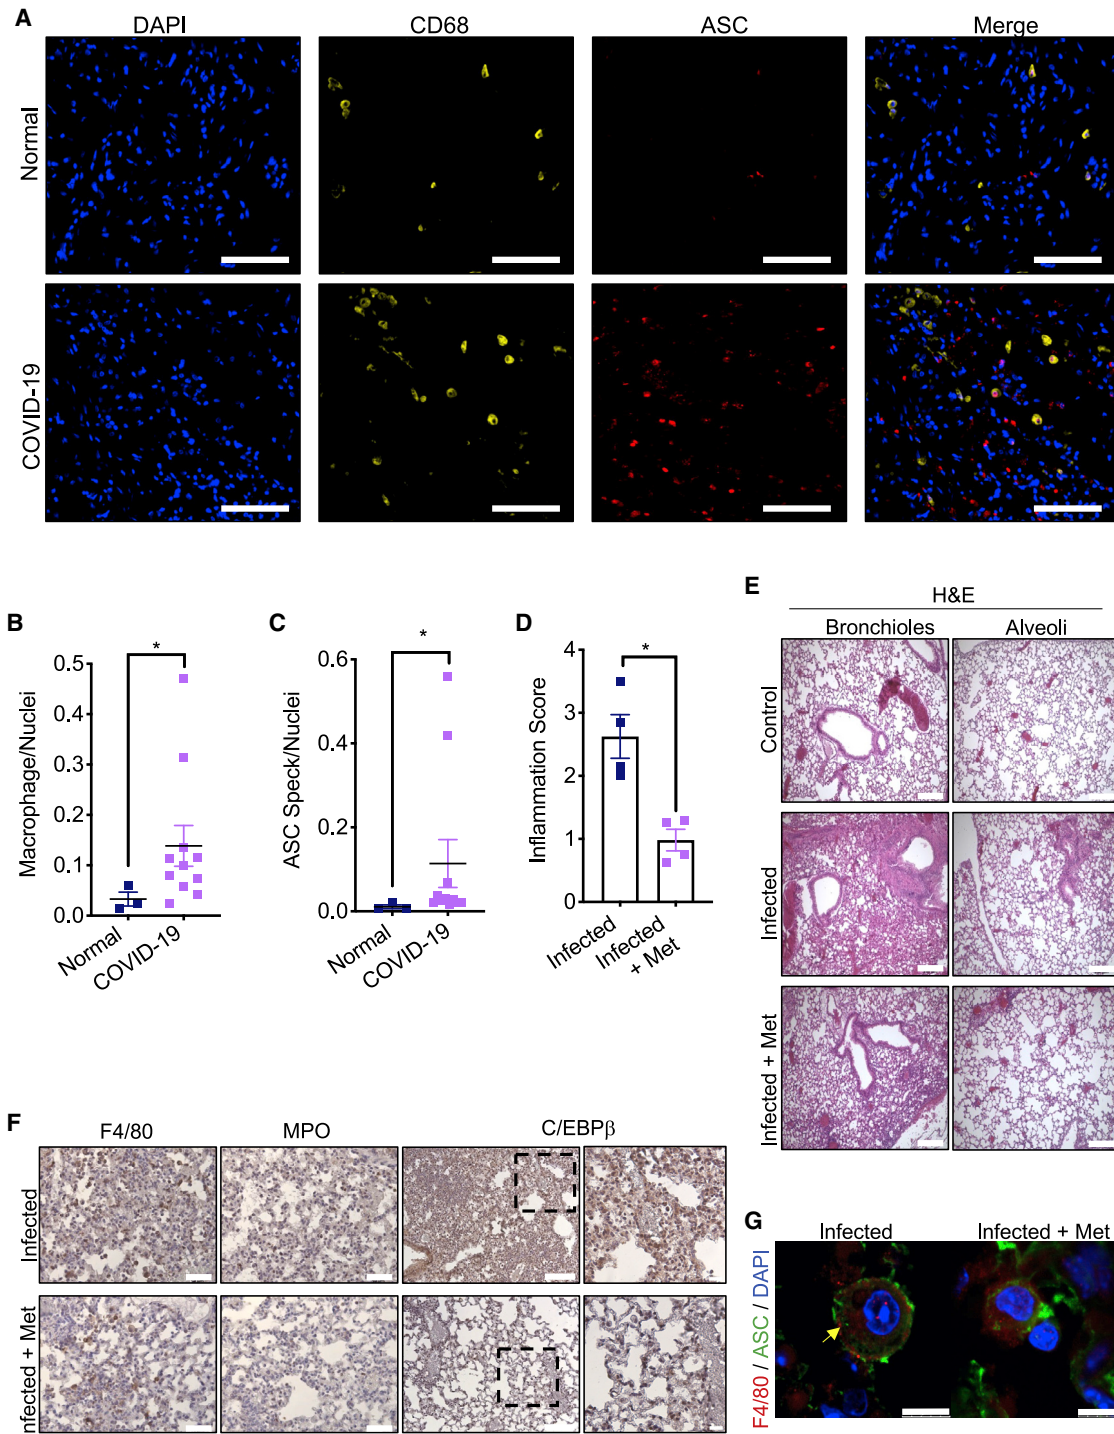 A
DAPI
CD68
ASC
Merge
Normal
COVID-19
B
*
Macrophage/Nuclei
0.5
0.4
0.3
0.2
0.1
0.0
Normal
COVID-19
C
*
ASC Speck/Nuclei
0.6
0.4
0.2
0.0
Normal
COVID-19
D
*
Inflammation Score
4
3
2
1
0
Infected
Infected
+ Met
E
H&E
Bronchioles
Alveoli
Control
Infected
Infected + Met
F
F4/80
MPO
C/EBPβ
Infected
nfected + Met
G
Infected
Infected + Met
F4/80 / ASC / DAPI